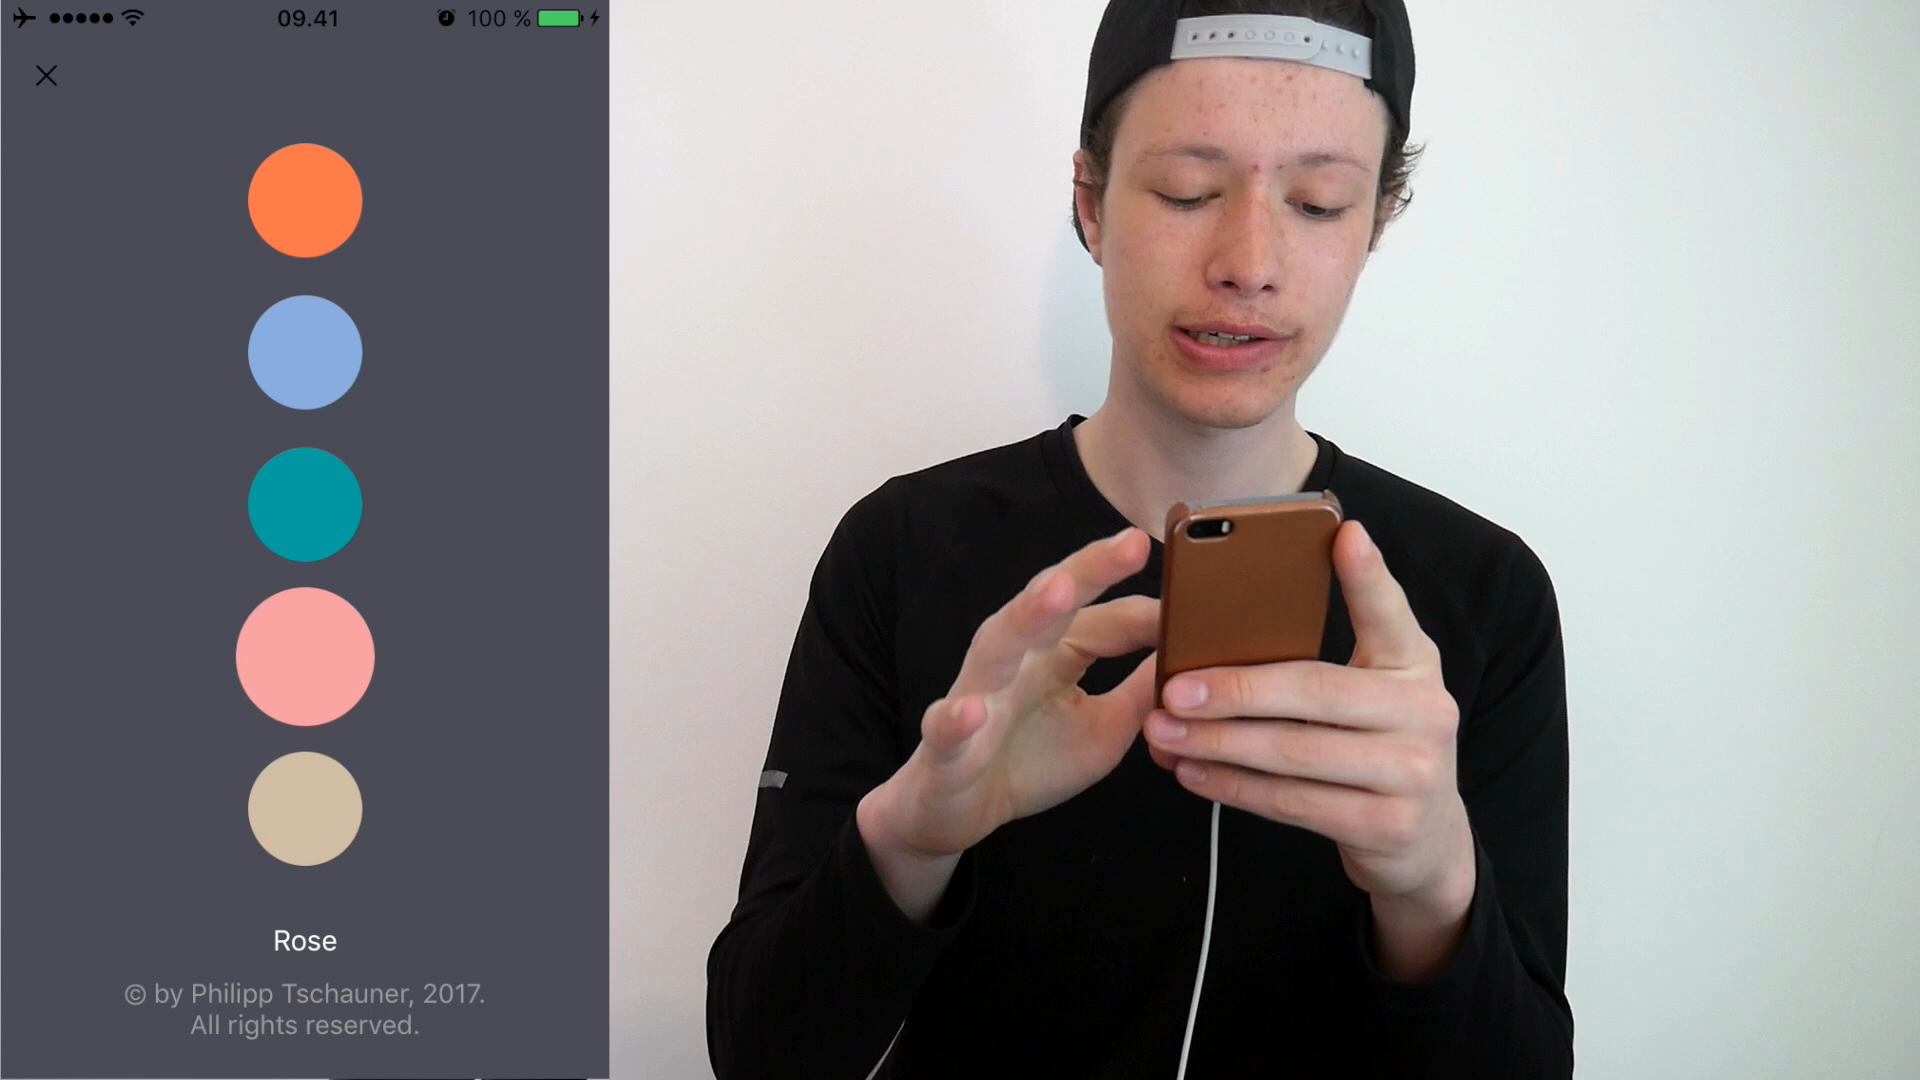 09.41
100 %
Rose
© by Philipp Tschauner, 2017.
All rights reserved.